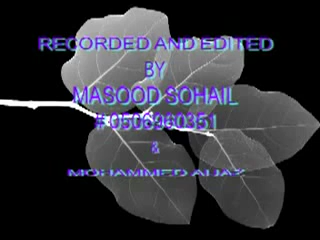 RECORDED AND EDITED
BY
MASOOD SOHAIL
# 0506960351
&
MOHAMMED AIJAZ